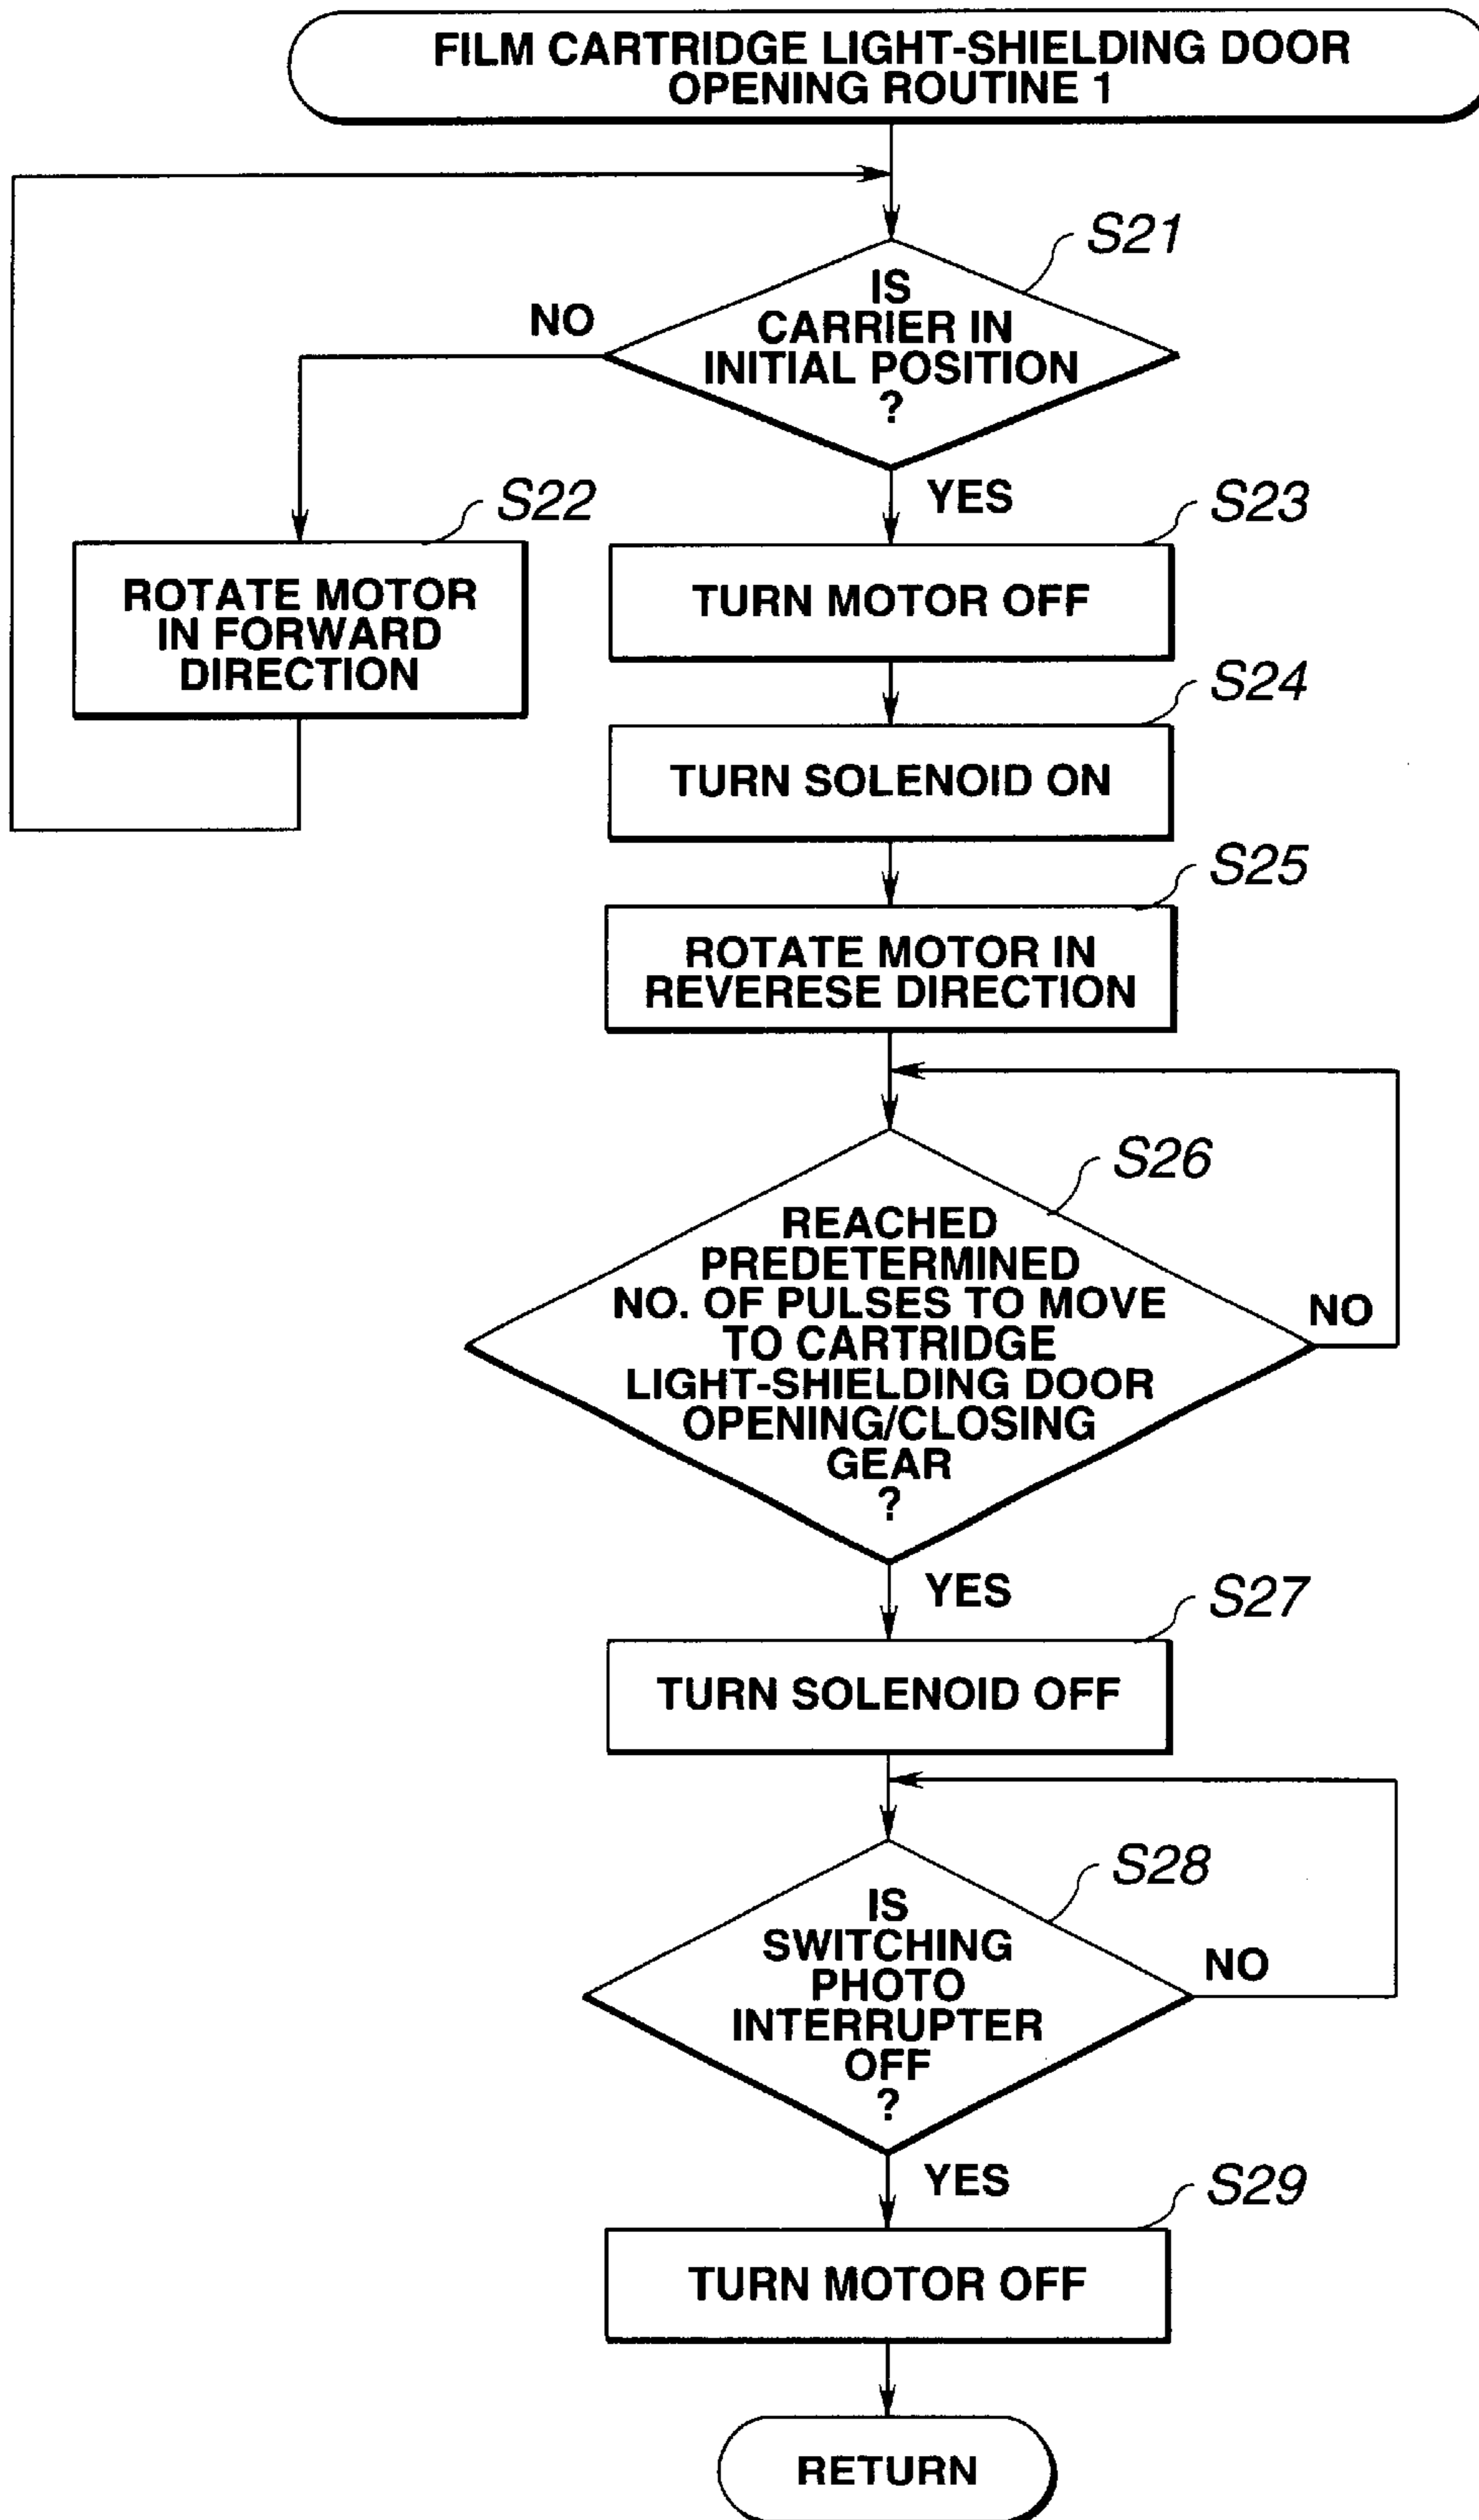 FILM CARTRIDGE LIGHT-SHIELDING DOOR
OPENING ROUTINE 1
S21
IS
CARRIER IN
INITIAL POSITION
?
NO
YES
S22
ROTATE MOTOR
IN FORWARD
DIRECTION
S23
TURN MOTOR OFF
S24
TURN SOLENOID ON
S25
ROTATE MOTOR IN
REVERESE DIRECTION
S26
REACHED
PREDETERMINED
NO. OF PULSES TO MOVE
TO CARTRIDGE
LIGHT-SHIELDING DOOR
OPENING/CLOSING
GEAR
?
NO
YES
S27
TURN SOLENOID OFF
S28
IS
SWITCHING
PHOTO
INTERRUPTER
OFF
?
NO
YES
S29
TURN MOTOR OFF
RETURN